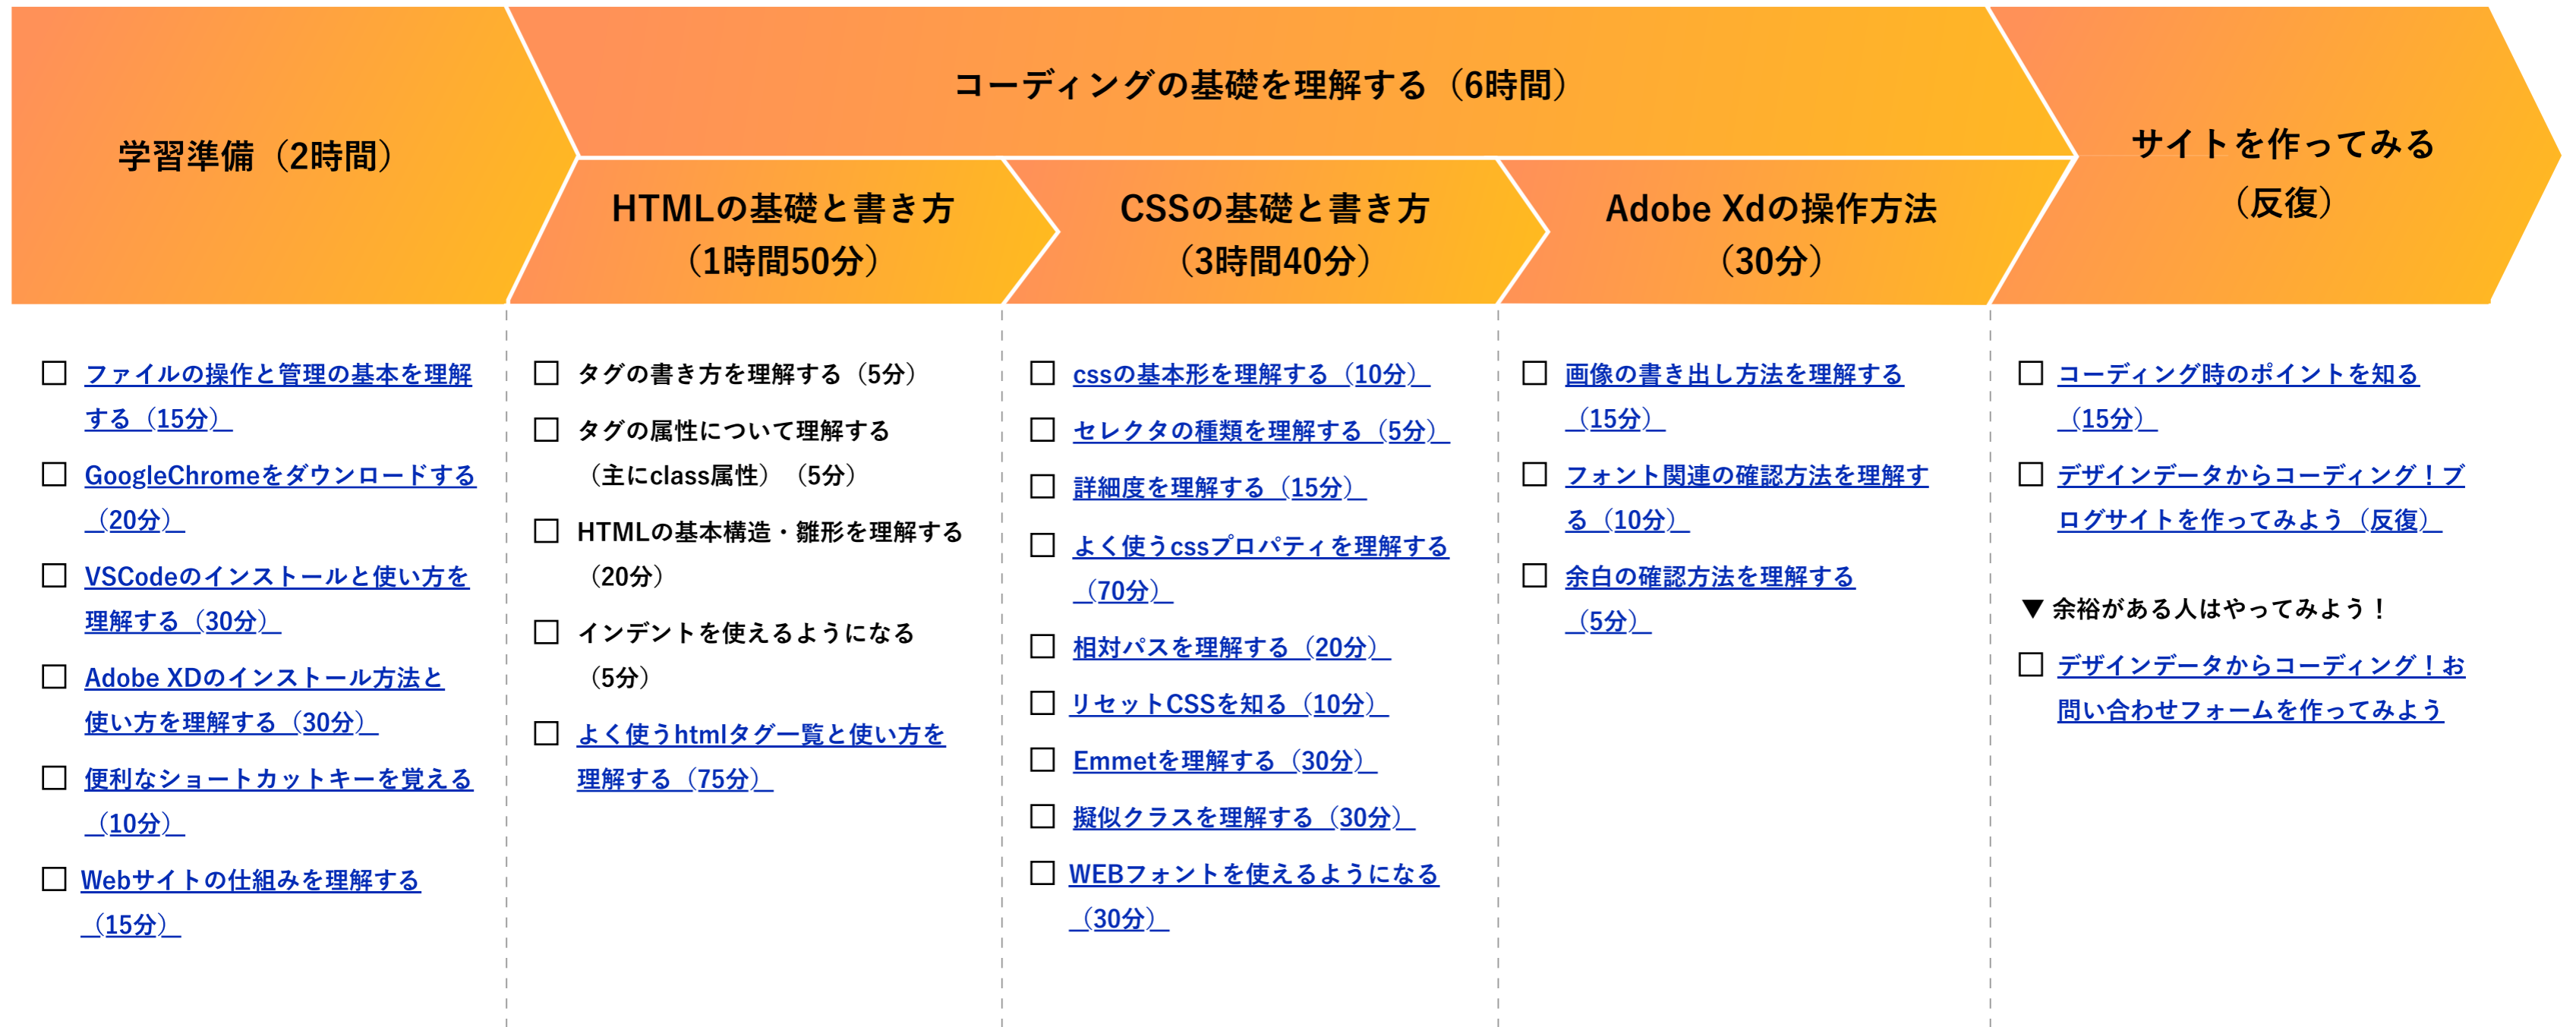 学習準備（2時間）
コーディングの基礎を理解する（6時間）
HTMLの基礎と書き方
（1時間50分）
CSSの基礎と書き方
（3時間40分）
Adobe Xdの操作方法
（30分）
サイトを作ってみる
（反復）
ファイルの操作と管理の基本を理解
する（15分）
GoogleChromeをダウンロードする
（20分）
VSCodeのインストールと使い方を
理解する（30分）
Adobe XDのインストール方法と
使い方を理解する（30分）
便利なショートカットキーを覚える
（10分）
Webサイトの仕組みを理解する
（15分）
タグの書き方を理解する（5分）
タグの属性について理解する
（主にclass属性）（5分）
HTMLの基本構造・雛形を理解する
（20分）
インデントを使えるようになる
（5分）
よく使うhtmlタグ一覧と使い方を
理解する（75分）
cssの基本形を理解する（10分）
セレクタの種類を理解する（5分）
詳細度を理解する（15分）
よく使うcssプロパティを理解する
（70分）
相対パスを理解する（20分）
リセットCSSを知る（10分）
Emmetを理解する（30分）
擬似クラスを理解する（30分）
WEBフォントを使えるようになる
（30分）
画像の書き出し方法を理解する
（15分）
フォント関連の確認方法を理解す
る（10分）
余白の確認方法を理解する
（5分）
コーディング時のポイントを知る
（15分）
デザインデータからコーディング！ブ
ログサイトを作ってみよう（反復）
▼ 余裕がある人はやってみよう！
デザインデータからコーディング！お
問い合わせフォームを作ってみよう